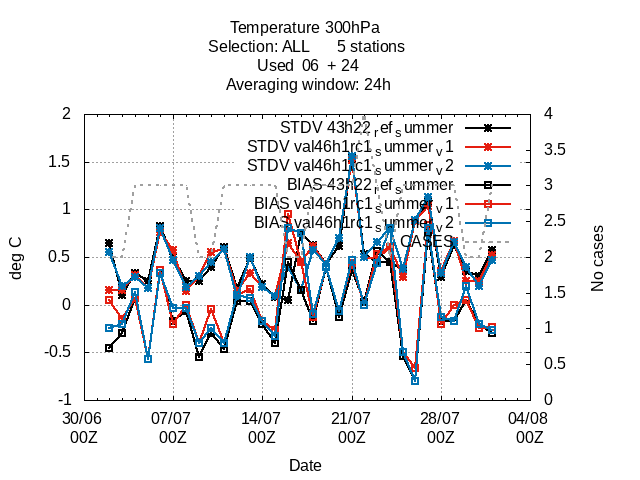 Temperature 300hPa
Selection: ALL 5 stations
Used 06 + 24
Averaging window: 24h
2
1.5
1
0.5
0
-0.5
-1
deg C
4
3.5
3
2.5
2
1.5
1
0.5
0
No cases
STDV 43h22_ref_summer
STDV val46h1rc1_summer_v1
STDV val46h1rc1_summer_v2
BIAS 43h22_ref_summer
BIAS val46h1rc1_summer_v1
BIAS val46h1rc1_summer_v2
CASES
30/06 07/07 14/07 21/07 28/07 04/08
00Z 00Z 00Z 00Z 00Z 00Z
Date